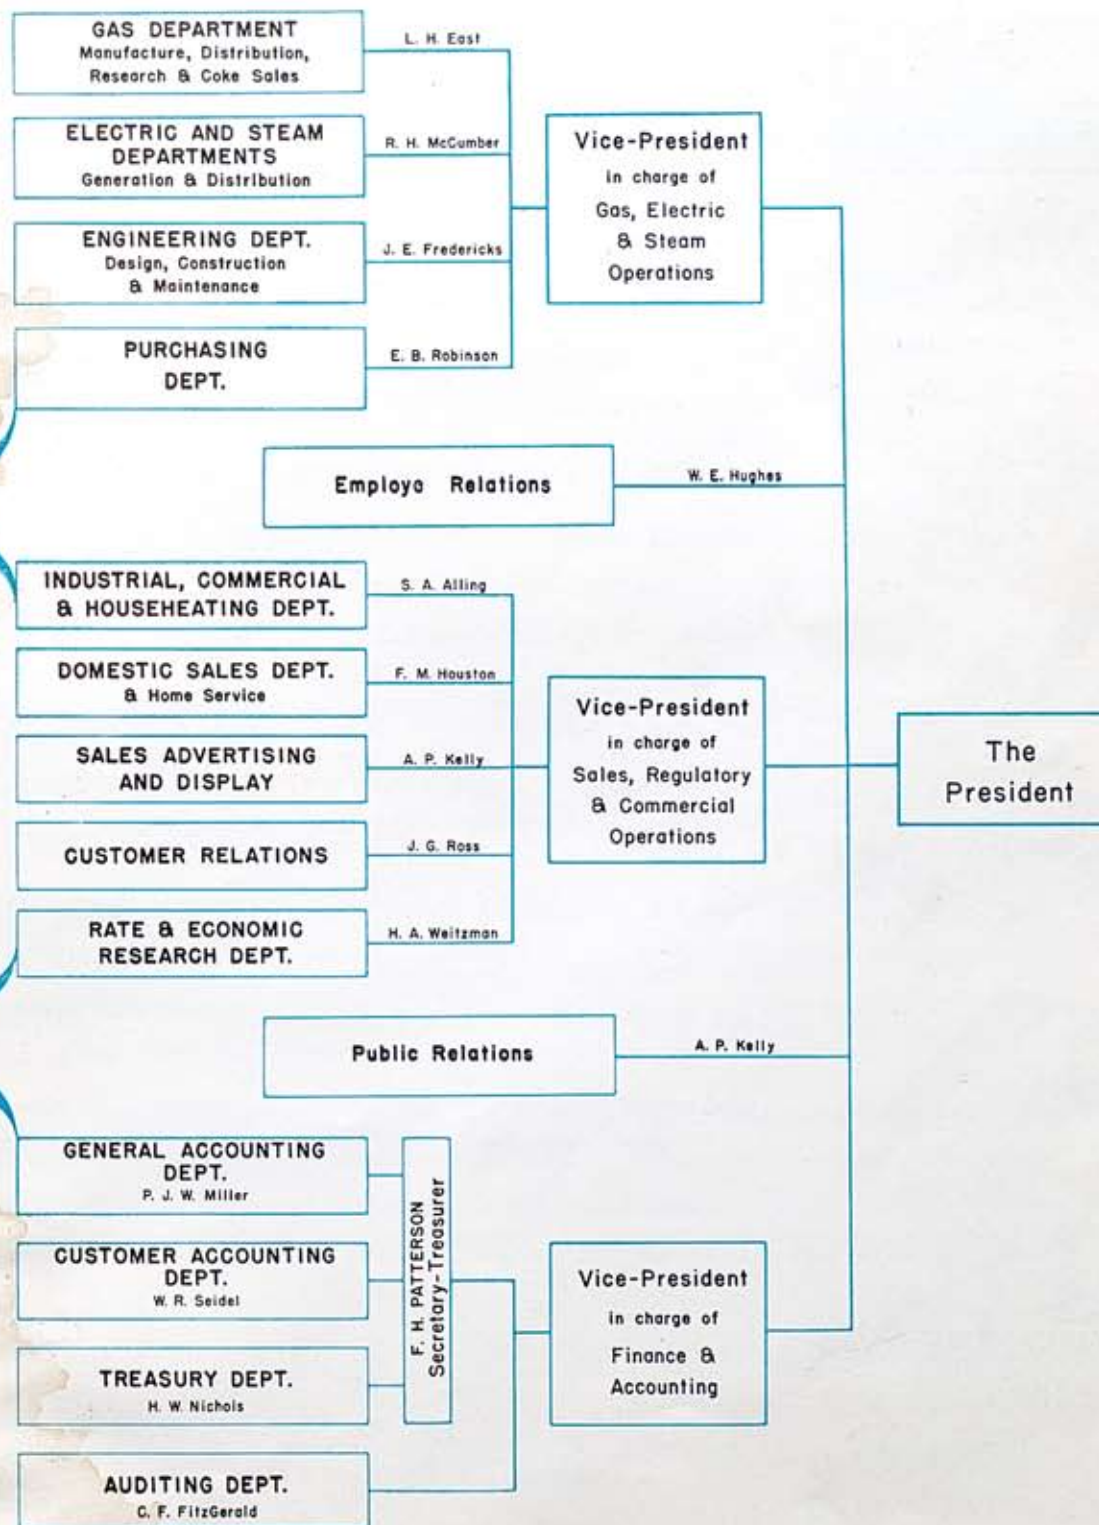 GAS DEPARTMENT
Manufacture, Distribution,
Research & Coke Sales
L. H. East
ELECTRIC AND STEAM
DEPARTMENTS
Generation & Distribution
R. H. McCumber
ENGINEERING DEPT.
Design, Construction
& Maintenance
J. E. Fredericks
PURCHASING
DEPT.
E. B. Robinson
Vice-President
in charge of
Gas, Electric
& Steam
Operations
Employe Relations
W. E. Hughes
INDUSTRIAL, COMMERCIAL
& HOUSEHEATING DEPT.
S. A. Alling
DOMESTIC SALES DEPT.
& Home Service
F. M. Houston
SALES ADVERTISING
AND DISPLAY
A. P. Kelly
CUSTOMER RELATIONS
J. G. Ross
RATE & ECONOMIC
RESEARCH DEPT.
H. A. Weitzman
Vice-President
in charge of
Sales, Regulatory
& Commercial
Operations
The
President
Public Relations
A. P. Kelly
GENERAL ACCOUNTING
DEPT.
P. J. W. Miller
CUSTOMER ACCOUNTING
DEPT.
W. R. Seidel
TREASURY DEPT.
H. W. Nichols
AUDITING DEPT.
C. F. FitzGerald
F. H. PATTERSON
Secretary-Treasurer
Vice-President
in charge of
Finance &
Accounting